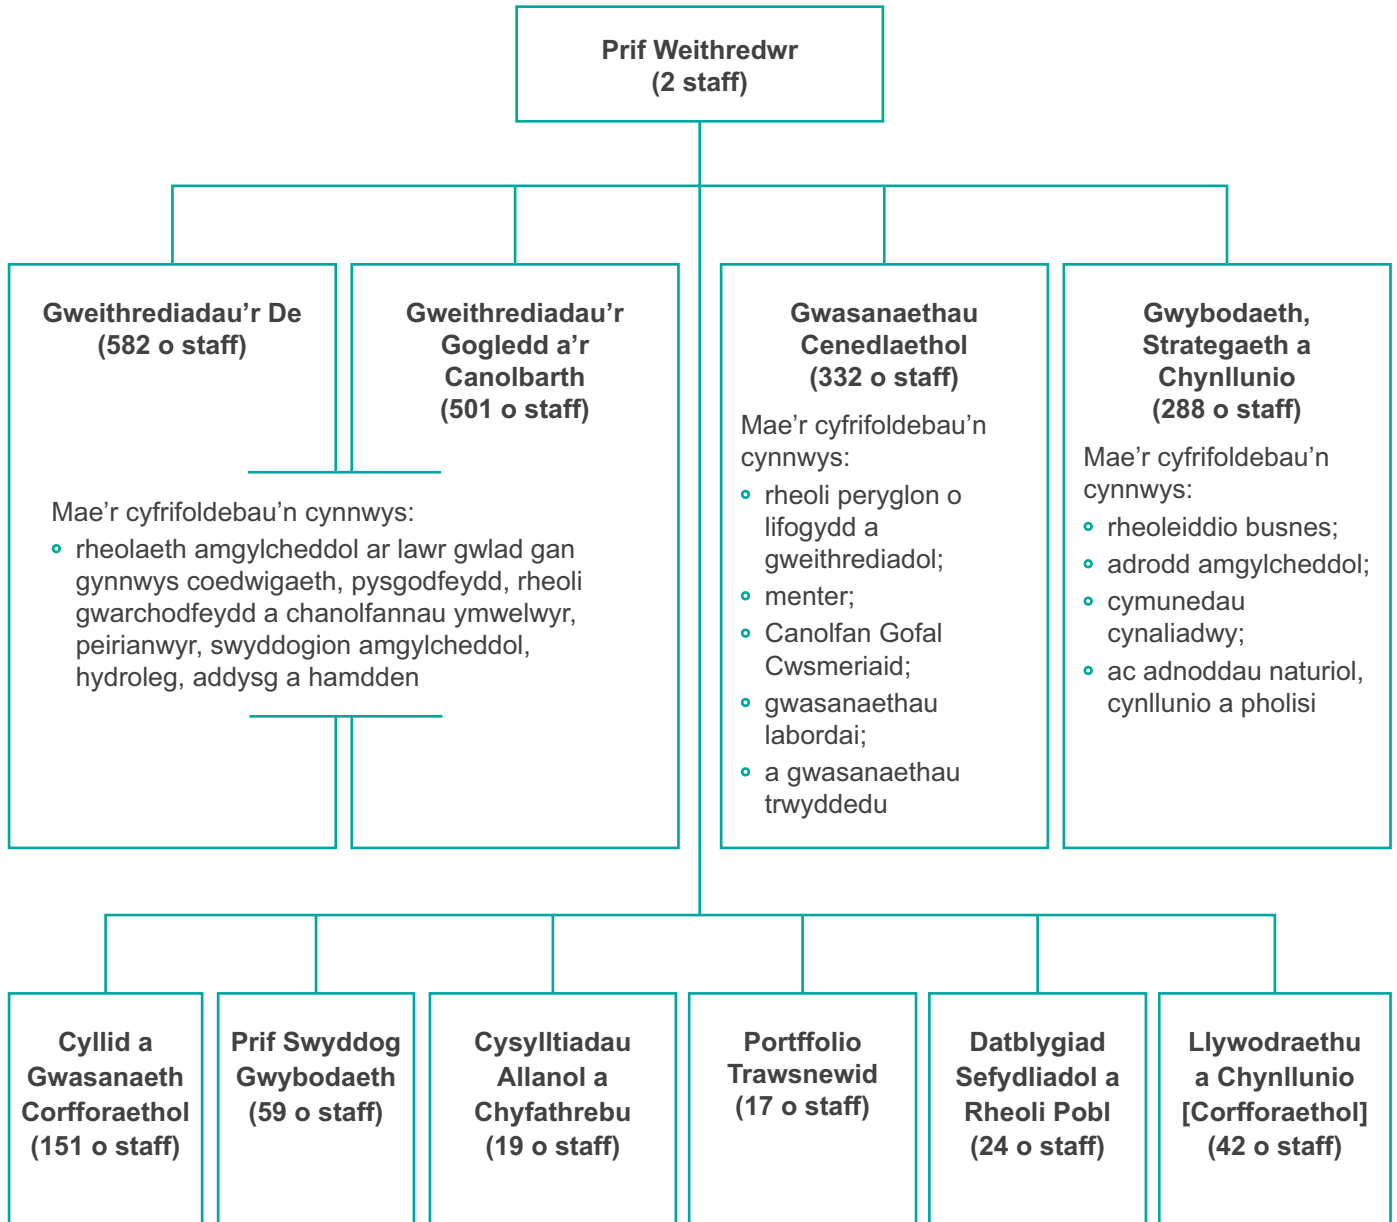 Prif Weithredwr
(2 staff)
Gweithrediadau'r De
(582 o staff)
Gweithrediadau'r
Gogledd a'r
Canolbarth
(501 o staff)
Mae'r cyfrifoldebau'n cynnwys:
rheolaeth amgylcheddol ar lawr gwlad gan
gynnwys coedwigaeth, pysgodfeydd, rheoli
gwarchodfeydd a chanolfannau ymwelwyr,
peirianwyr, swyddogion amgylcheddol,
hydroleg, addysg a hamdden
Gwasanaethau
Cenedlaethol
(332 o staff)
Mae'r cyfrifoldebau'n
cynnwys:
rheoli peryglon o
lifogydd a
gweithrediadol;
menter;
Canolfan Gofal
Cwsmeriaid;
gwasanaethau
labordai;
a gwasanaethau
trwyddedu
Gwybodaeth,
Strategaeth a
Chynllunio
(288 o staff)
Mae'r cyfrifoldebau'n
cynnwys:
rheoleiddio busnes;
adrodd amgylcheddol;
cymunedau
cynaliadwy;
ac adnoddau naturiol,
cynllunio a pholisi
Cyllid a
Gwasanaeth
Corfforaethol
(151 o staff)
Prif Swyddog
Gwybodaeth
(59 o staff)
Cysylltiadau
Allanol a
Chyfathrebu
(19 o staff)
Portffolio
Trawsnewid
(17 o staff)
Datblygiad
Sefydliadol a
Rheoli Pobl
(24 o staff)
Llywodraethu
a Chynllunio
[Corfforaethol]
(42 o staff)